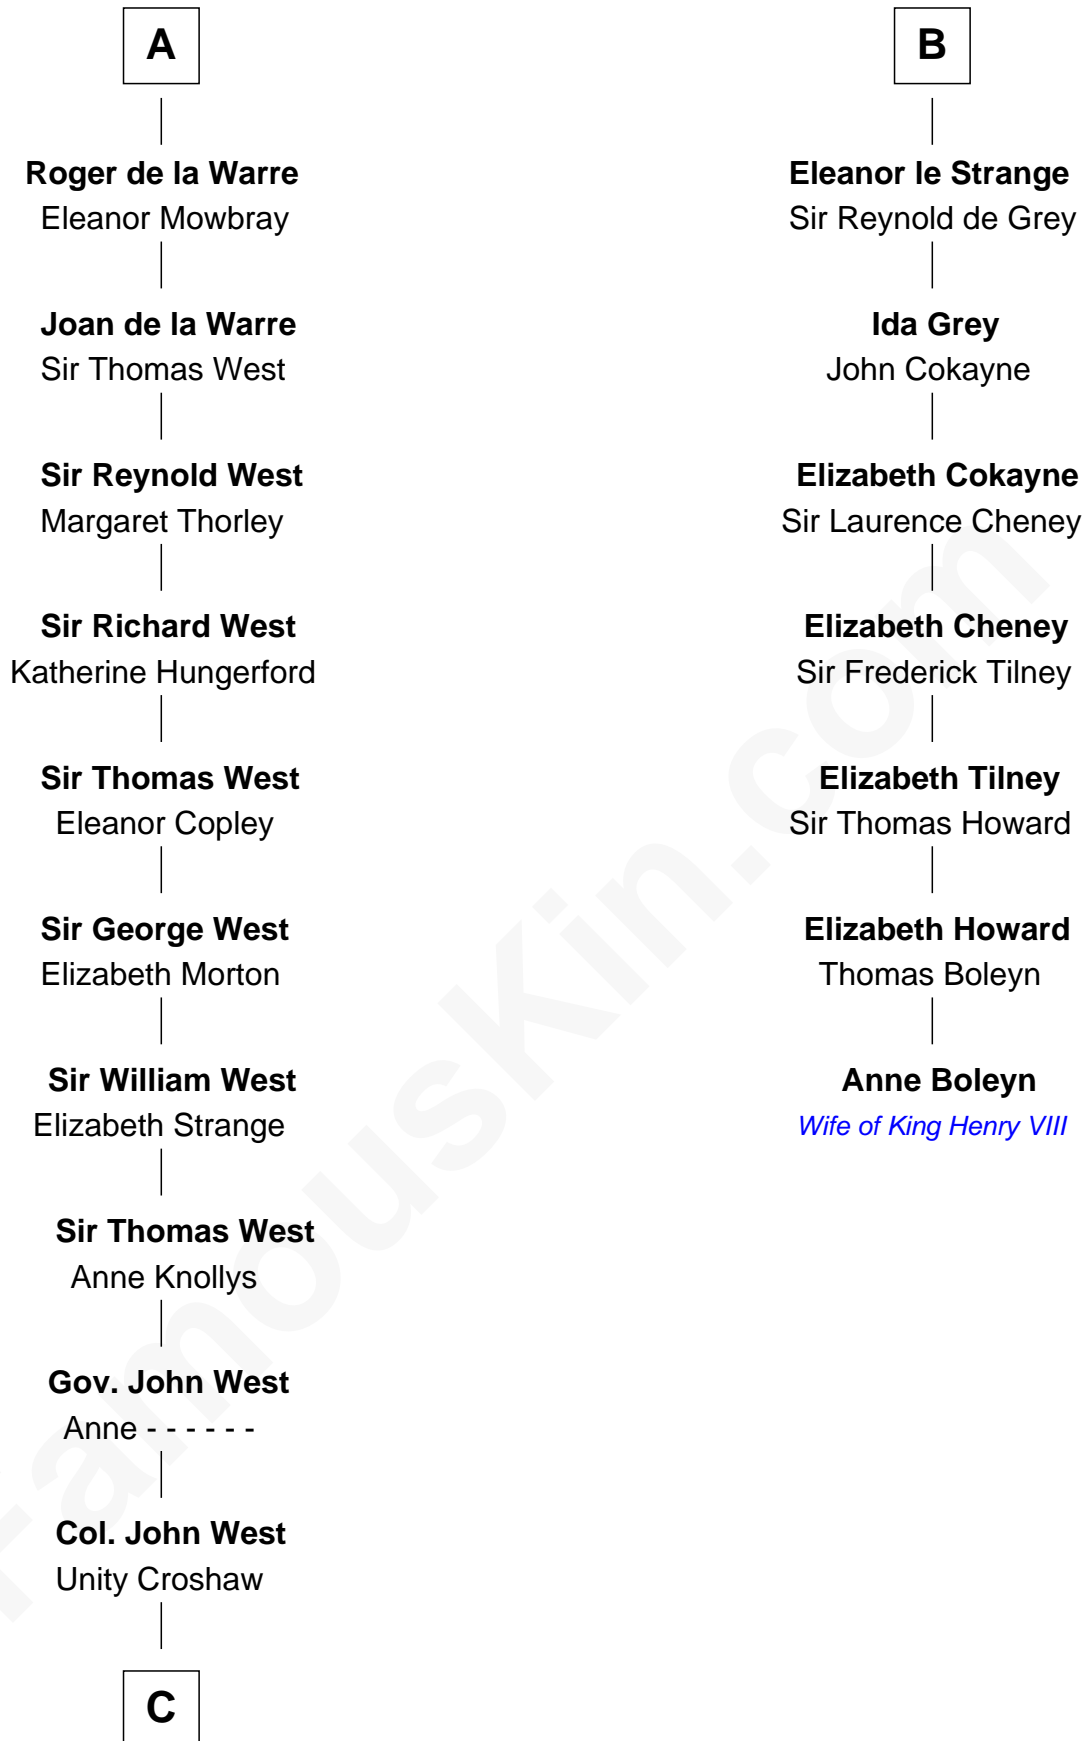 A
Roger de la Warre
Eleanor Mowbray
Joan de la Warre
Sir Thomas West
Sir Reynold West
Margaret Thorley
Sir Richard West
Katherine Hungerford
Sir Thomas West
Eleanor Copley
Sir George West
Elizabeth Morton
Sir William West
Elizabeth Strange
Sir Thomas West
Anne Knollys
Gov. John West
Anne - - - - - -
Col. John West
Unity Croshaw
C
B
Eleanor le Strange
Sir Reynold de Grey
Ida Grey
John Cokayne
Elizabeth Cokayne
Sir Laurence Cheney
Elizabeth Cheney
Sir Frederick Tilney
Elizabeth Tilney
Sir Thomas Howard
Elizabeth Howard
Thomas Boleyn
Anne Boleyn
Wife of King Henry VIII
FamousKin.com